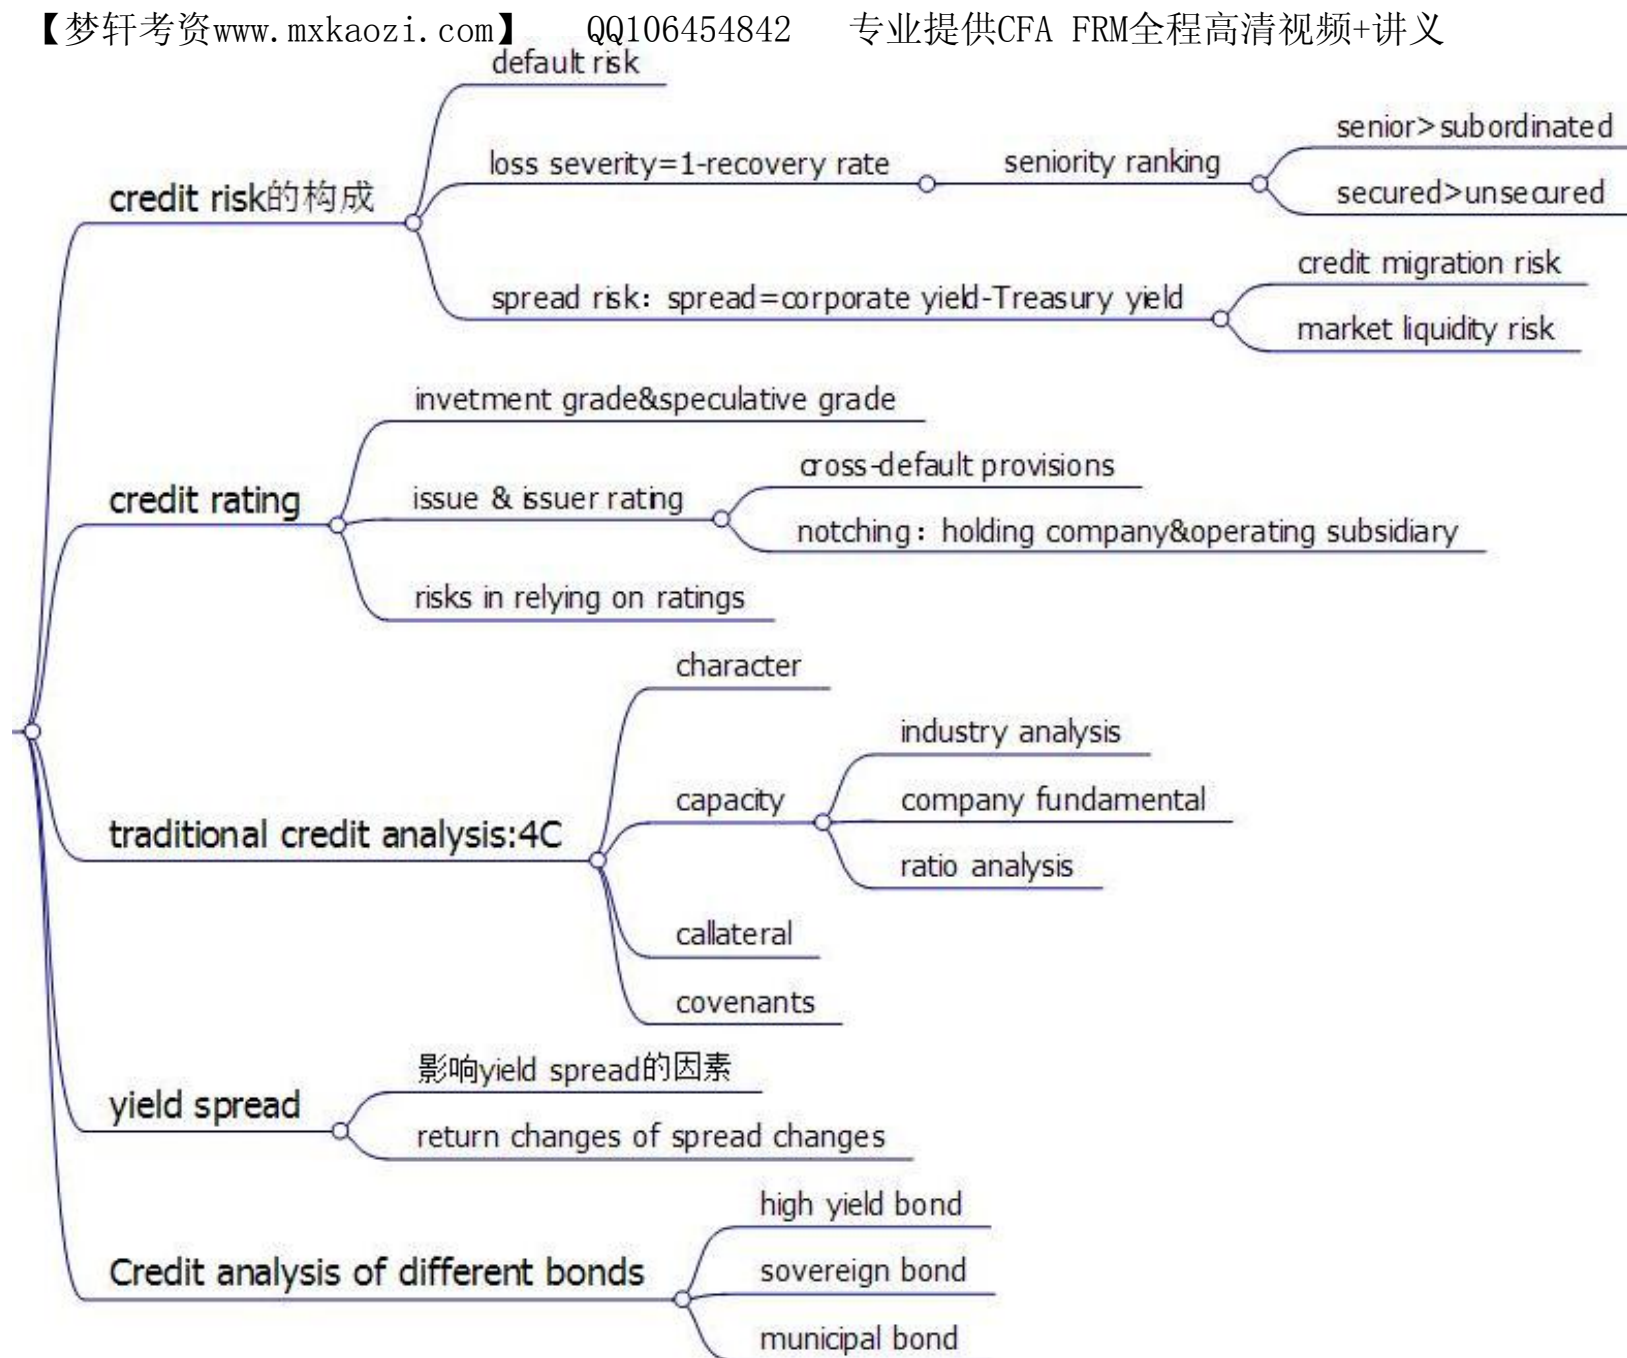 【梦轩考资www.mxkaozi.com】 QQ106454842 专业提供CFA FRM全程高清视频+讲义
default risk
senior>subordinated
loss severity=1-recovery rate
seniority ranking
secured>unsecured
credit risk的构成
credit migration risk
spread risk：spread=corporate yield-Treasury yield
market liquidity risk
invetment grade&speculative grade
cross-default provisions
credit rating
issue & issuer rating
notching：holding company&operating subsidiary
risks in relying on ratings
character
industry analysis
capacity
company fundamental
traditional credit analysis:4C
ratio analysis
callateral
covenants
影响yield spread的因素
yield spread
return changes of spread changes
high yield bond
Credit analysis of different bonds
sovereign bond
municipal bond